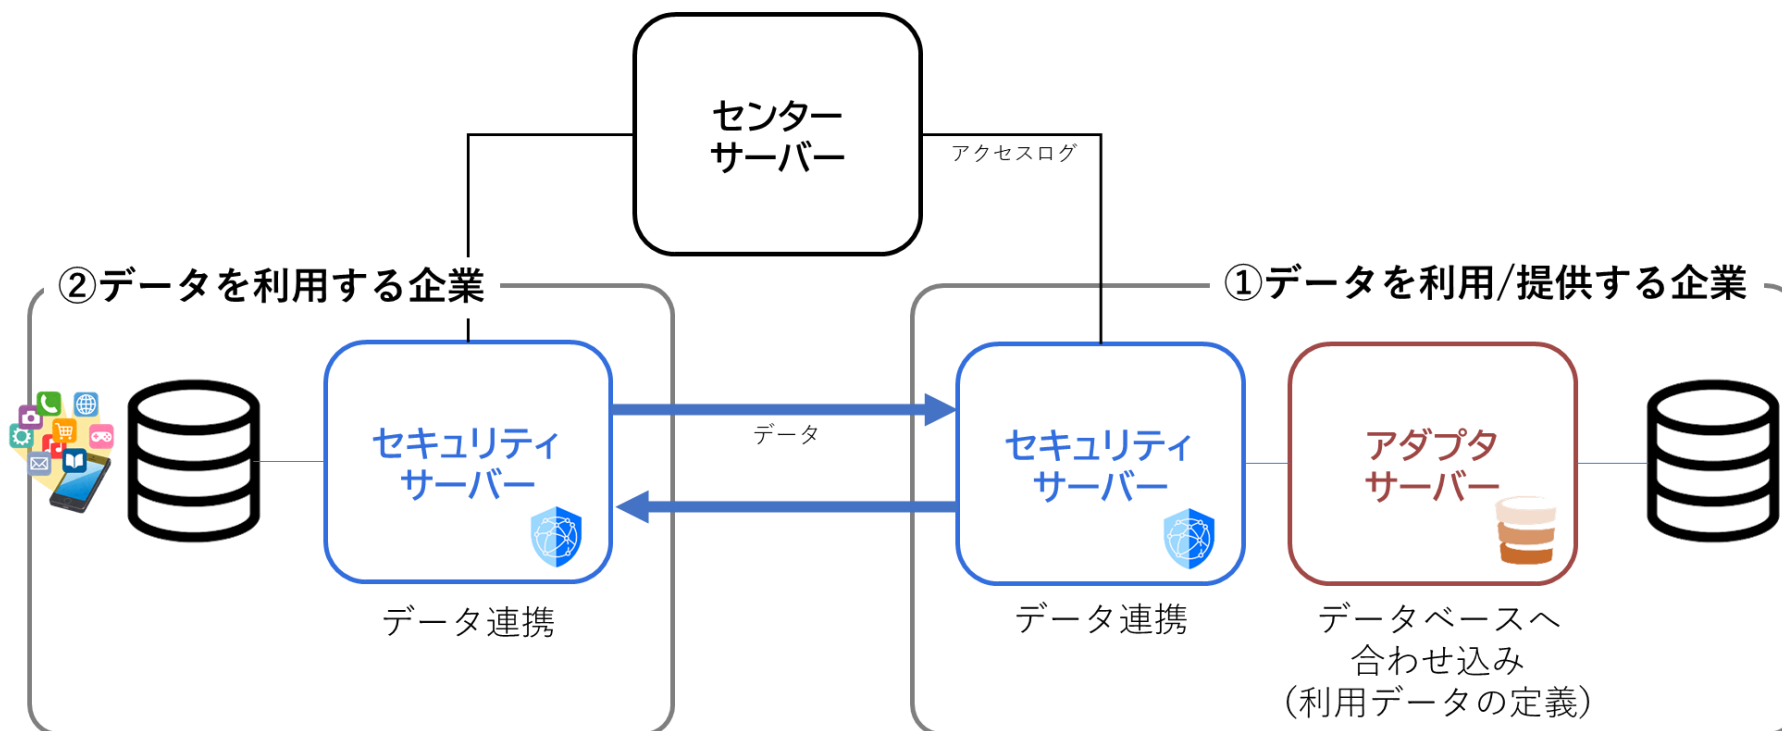 センター
サーバー
アクセスログ
②データを利用する企業
①データを利用/提供する企業
セキュリティ
サーバー
データ
セキュリティ
サーバー
アダプタ
サーバー
データ連携
データ連携
データベースへ
合わせ込み
(利用データの定義)